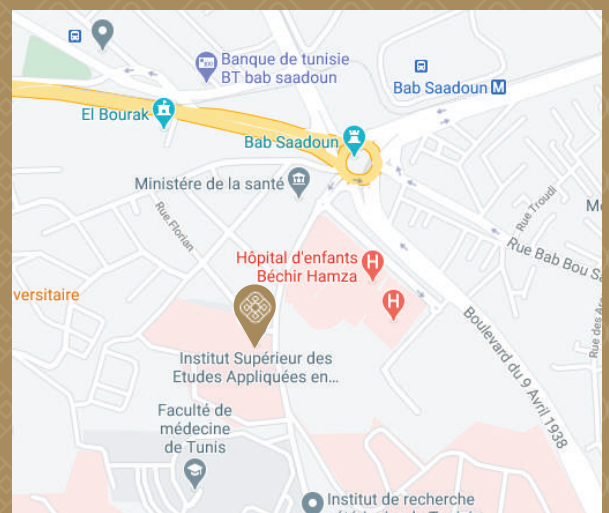 Banque de tunisie
BT bab saadoun
Bab Saadoun M
El Bourak
Bab Saadoun
Ministére de la santé
Rue Troudi
Rue Florian
Rue Bab Bou
Hôpital d'enfants
Béchir Hamza
H
H
versitaire
Rue des
Boulevard du 9 Avril 1938
Institut Supérieur des
Etudes Appliquées en...
Faculté de
médecine
de Tunis
Institut de recherche